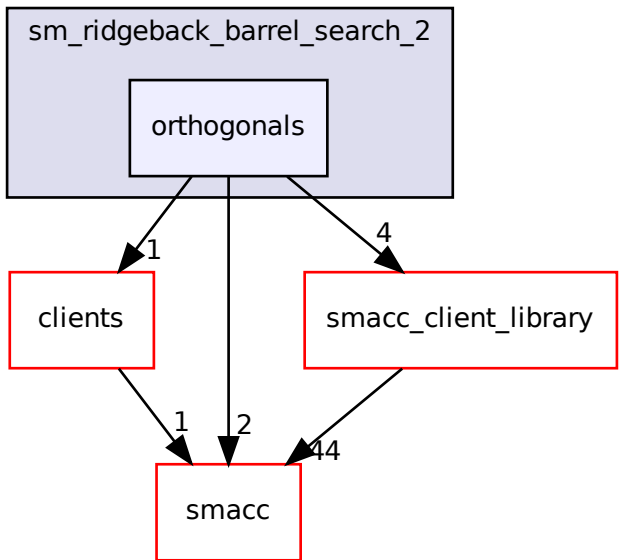 sm_ridgeback_barrel_search_2
orthogonals
1
4
clients
smacc_client_library
1
2
44
smacc